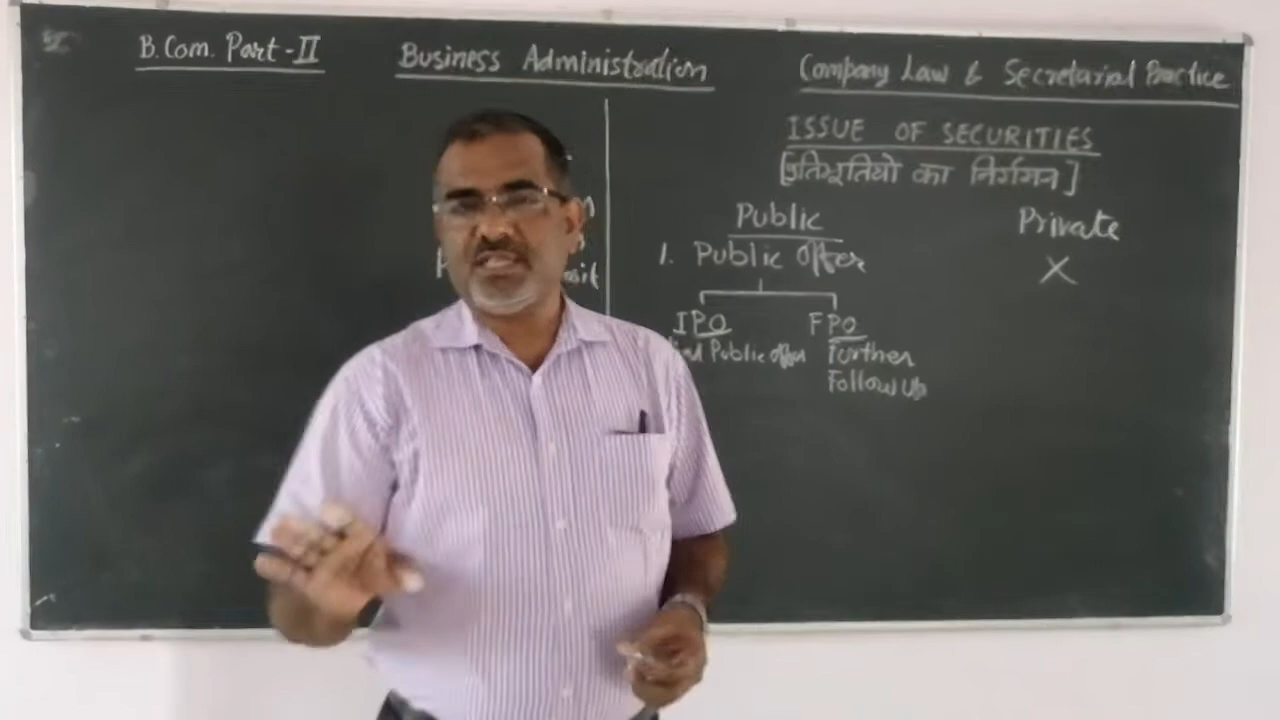 B.Com. Part-II
Business Administration
Company Law & Secretarial Practice
ISSUE OF SECURITIES
[प्रतिभूतियो का निर्गमन]
Public
Private
1. Public Offer
X
IPO
FPO
Public Offer
Further
Follow Up